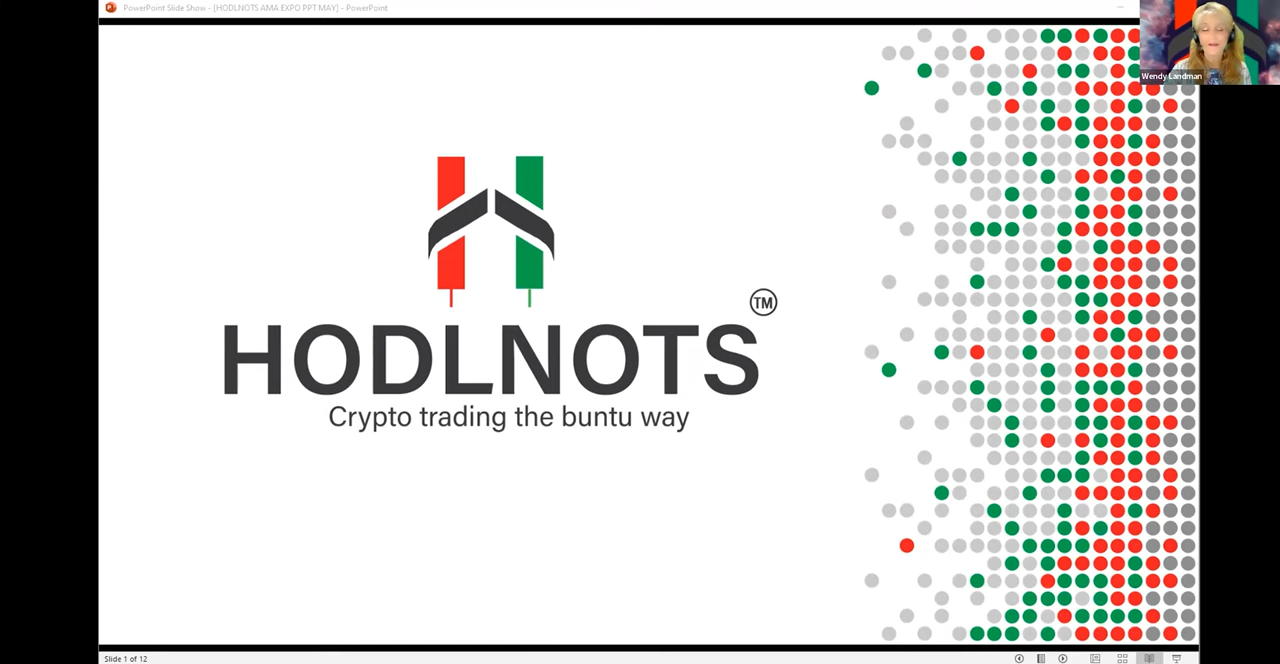 PowerPoint Slide Show - [HODLNOTS AMA EXPO PPT MAY] - PowerPoint
Wendy Landman
TM
HODLNOTS
Crypto trading the buntu way
Slide 1 of 12